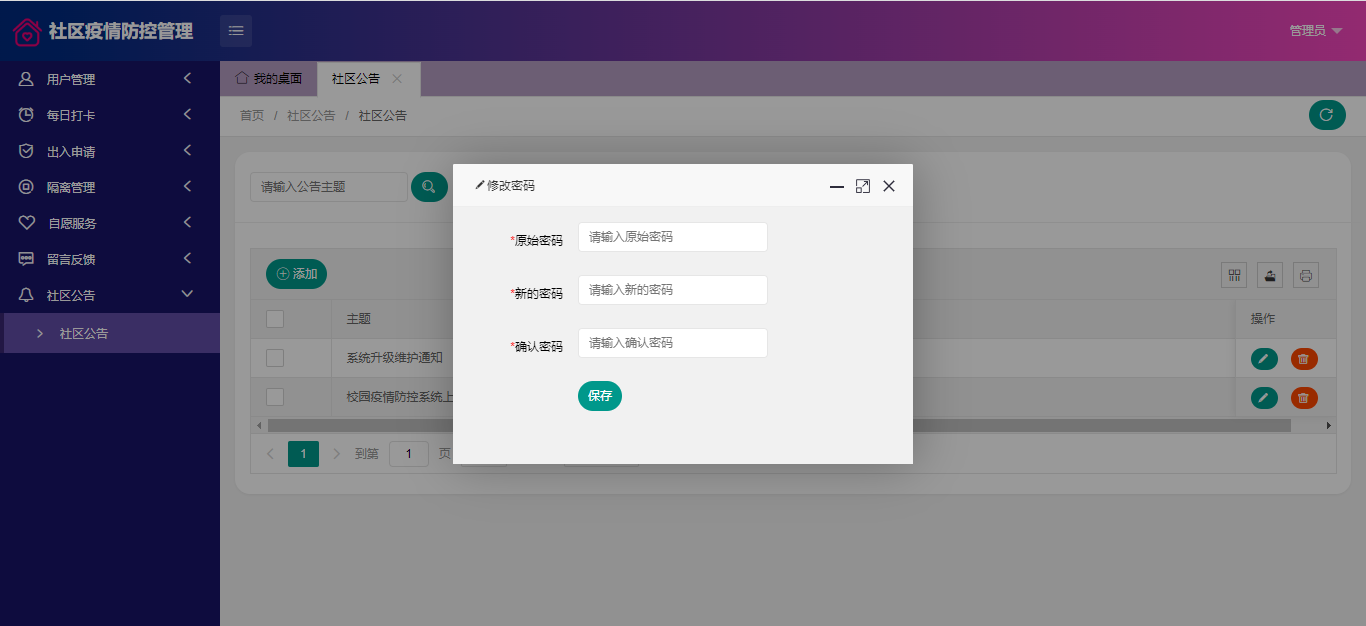 社区疫情防控管理
管理员
用户管理
每日打卡
出入申请
隔离管理
自愿服务
留言反馈
社区公告
社区公告
我的桌面 社区公告
首页 / 社区公告 / 社区公告
请输入公告主题
添加
主题 操作
系统升级维护通知
校园疫情防控系统上
1 到第 1 页
修改密码
*原始密码 请输入原始密码
*新的密码 请输入新的密码
*确认密码 请输入确认密码
保存